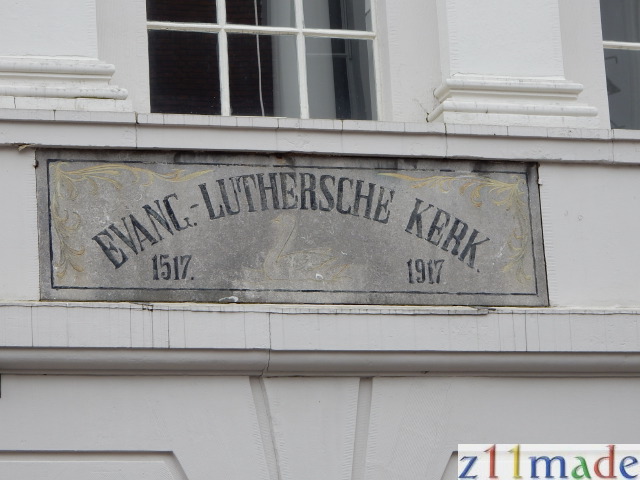 EVANG.-LUTHERSCHE KERK.
1517. 1917.
z11made